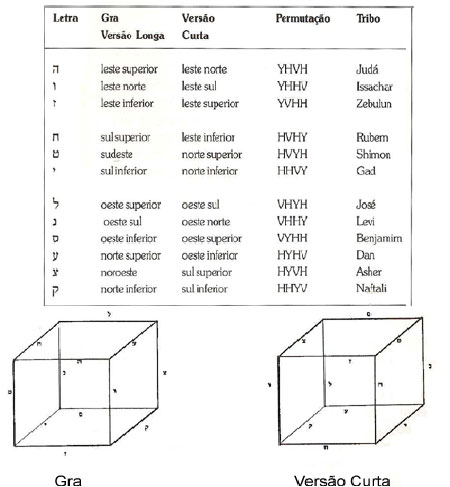 Letra Gra Versão Permutação Tribo
Versão Longa Curta
ה leste superior leste norte YHVH Judá
ו leste norte leste sul YHHV Issachar
ז leste inferior leste superior YVHH Zebulun
ח sul superior leste inferior HVHY Rubem
ט sudeste norte superior HVYH Shimon
י sul inferior norte inferior HHVY Gad
ל oeste superior oeste sul VHYH José
נ oeste sul oeste norte VHHY Levi
ס oeste inferior oeste superior VYHH Benjamim
ע norte superior oeste inferior HYHV Dan
צ noroeste sul superior HYVH Asher
ק norte inferior sul inferior HHYV Naftali
Gra Versão Curta